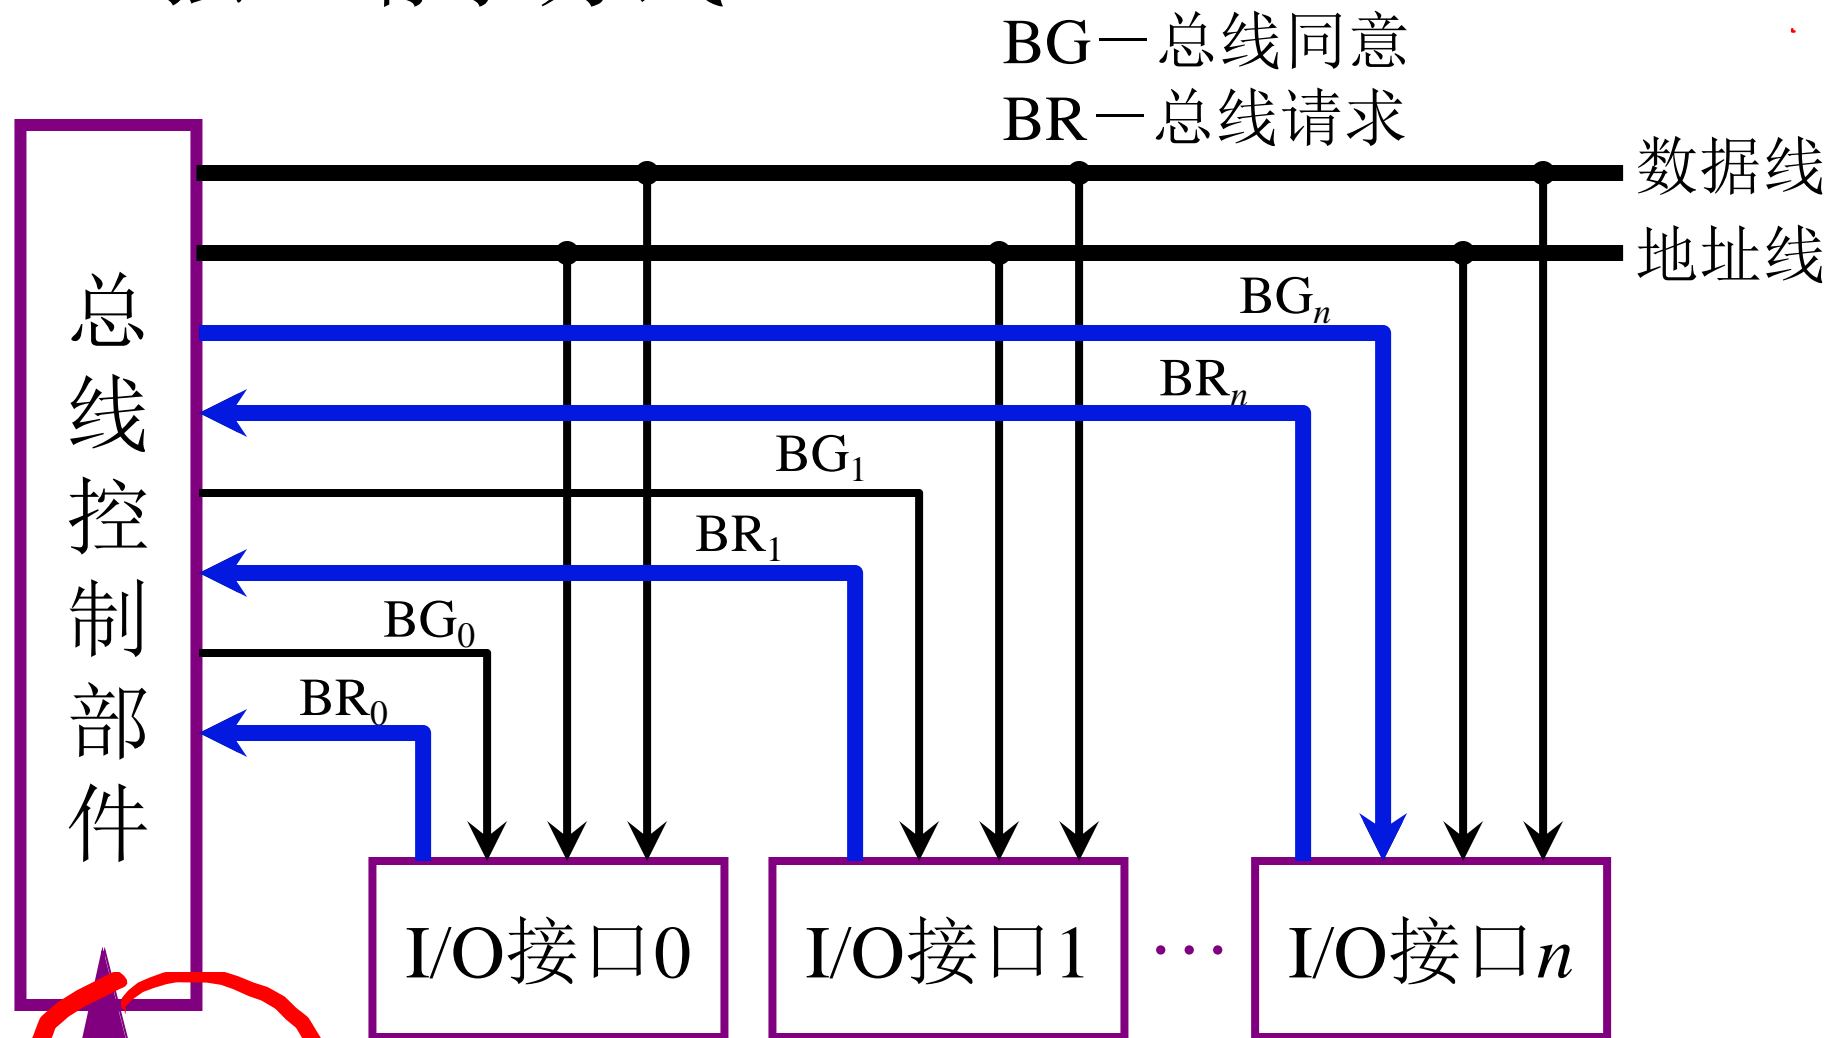 BG－总线同意
BR－总线请求
数据线
地址线
总线控制部件
BGn
BRn
BG1
BR1
BG0
BR0
I/O接口0
I/O接口1
…
I/O接口n